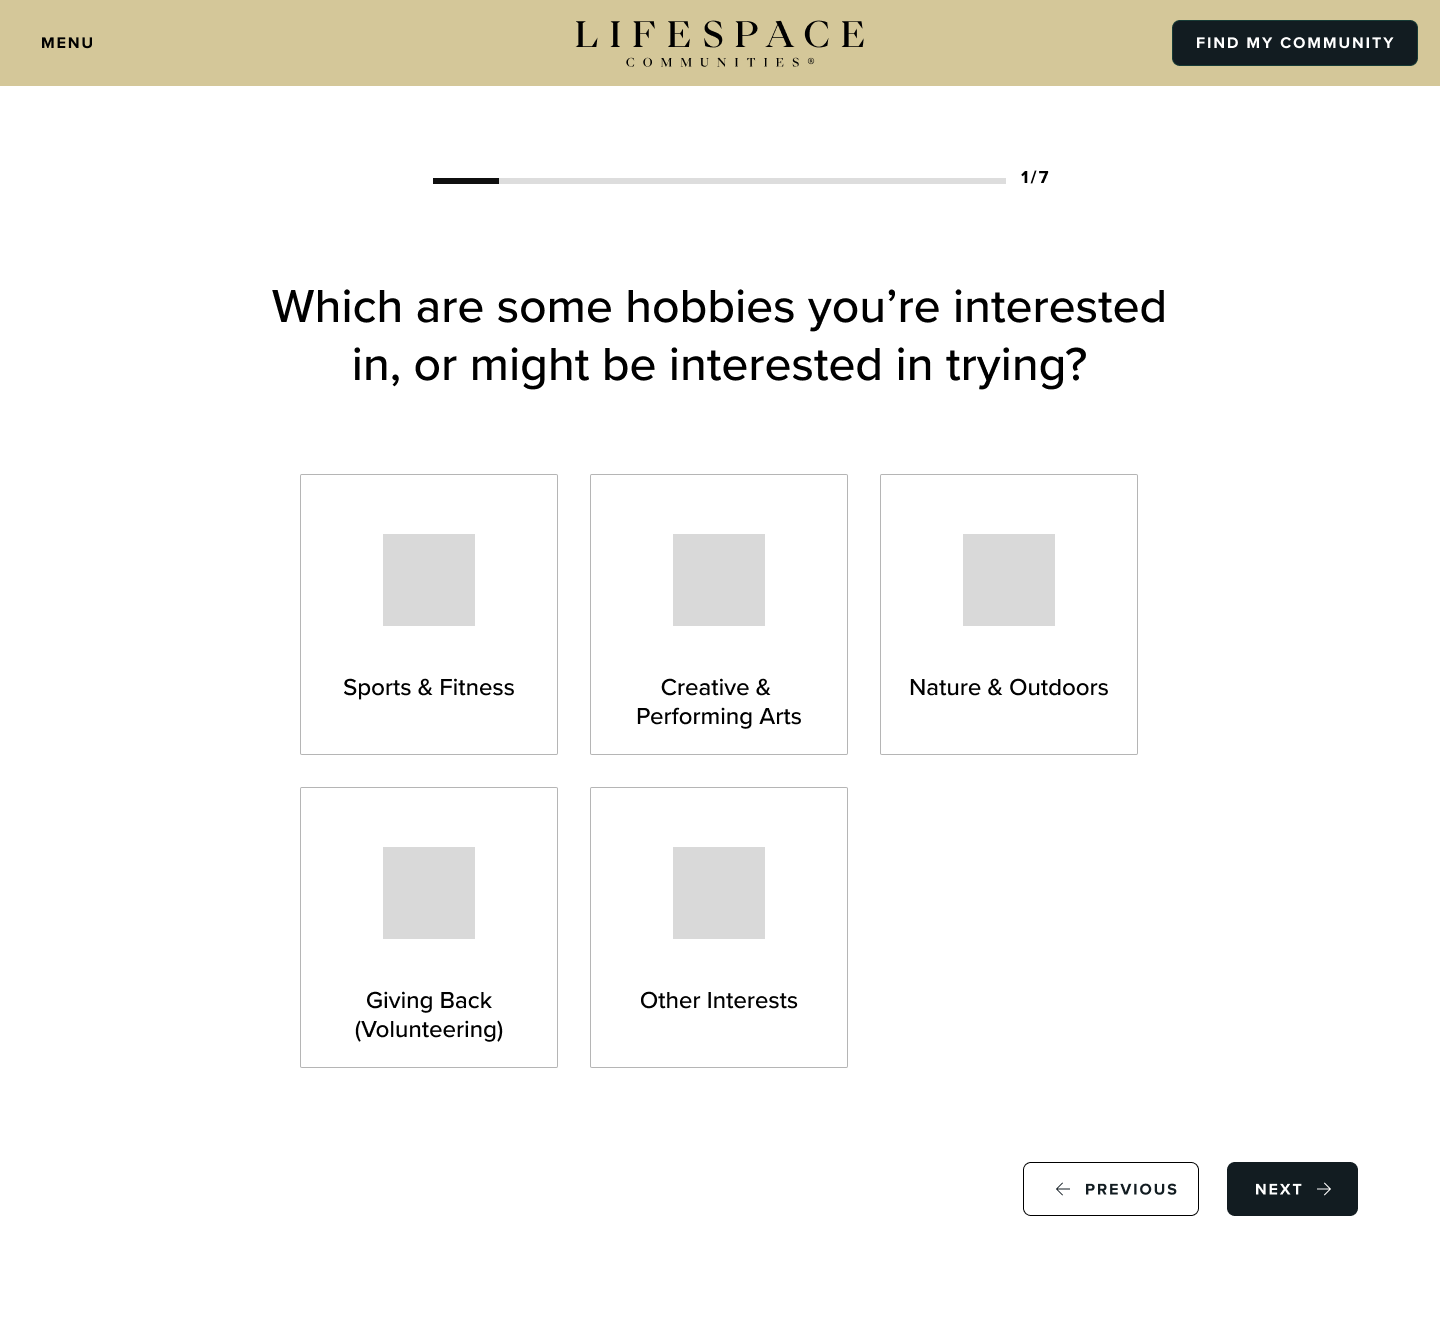 MENU
LIFESPACE
COMMUNITIES®
FIND MY COMMUNITY
1/7
Which are some hobbies you’re interested
in, or might be interested in trying?
Sports & Fitness
Creative &
Performing Arts
Nature & Outdoors
Giving Back
(Volunteering)
Other Interests
← PREVIOUS
NEXT →